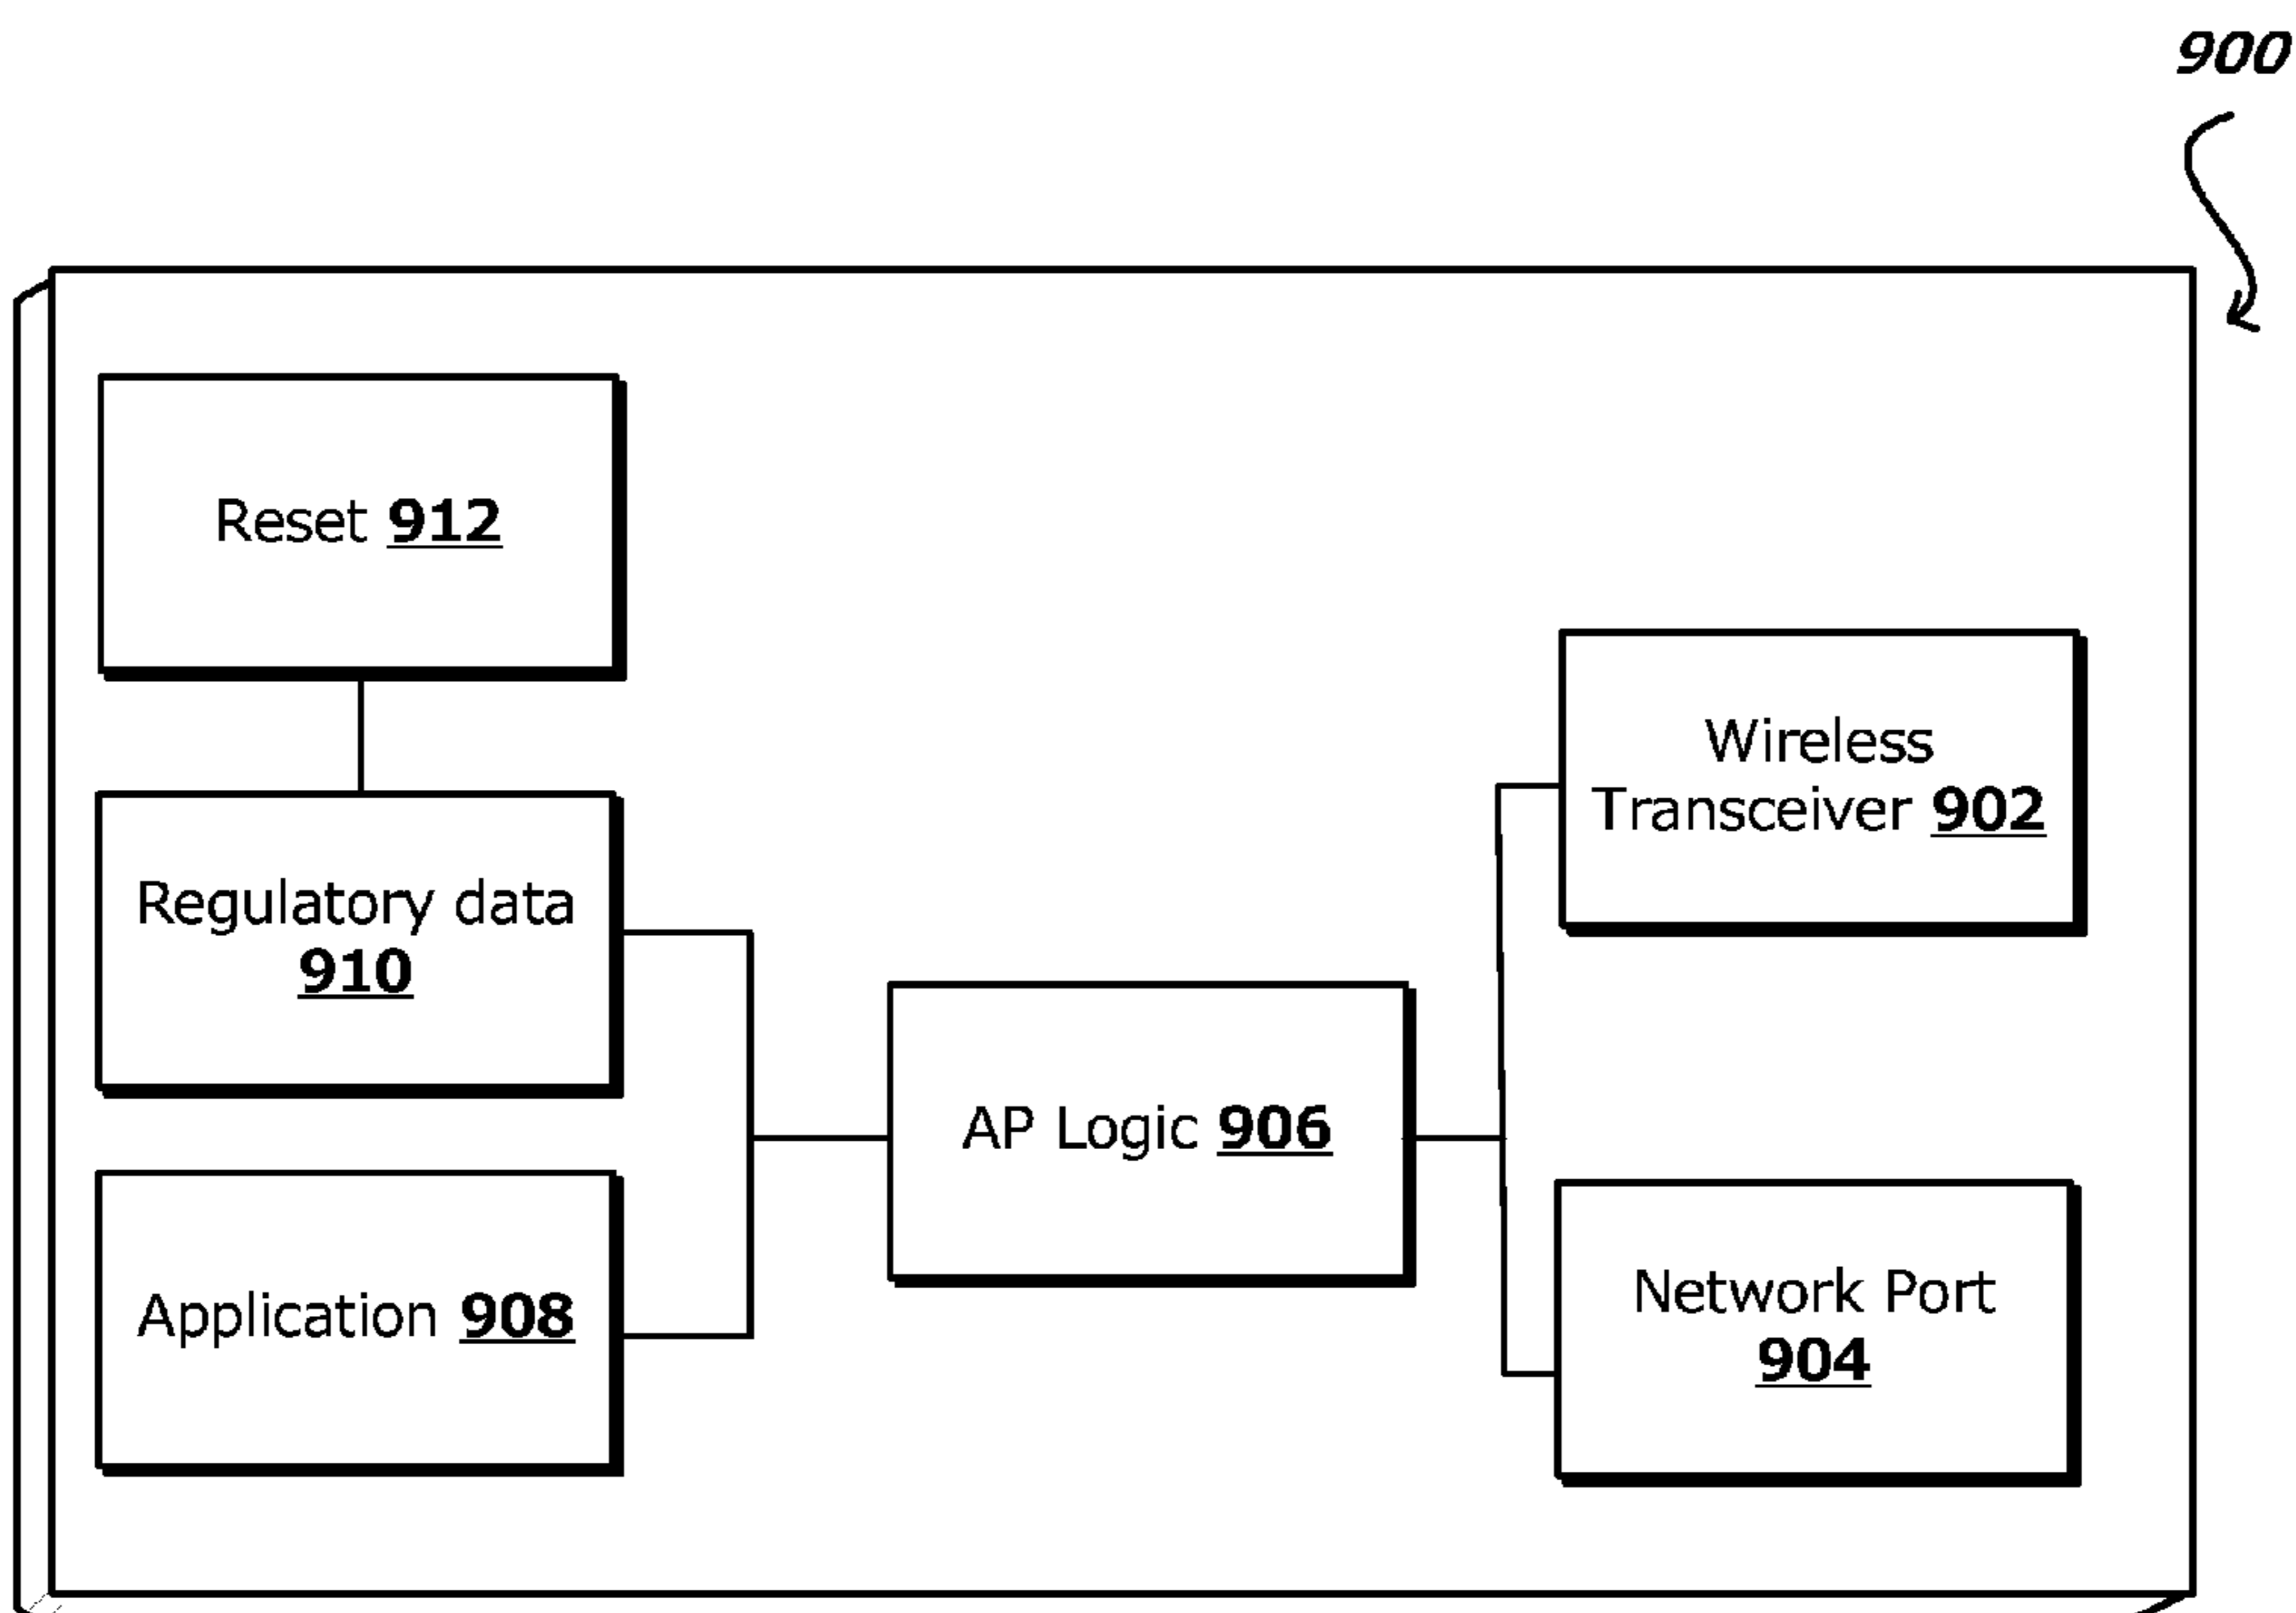 900
Reset 912
Wireless
Transceiver 902
Regulatory data
910
AP Logic 906
Application 908
Network Port
904